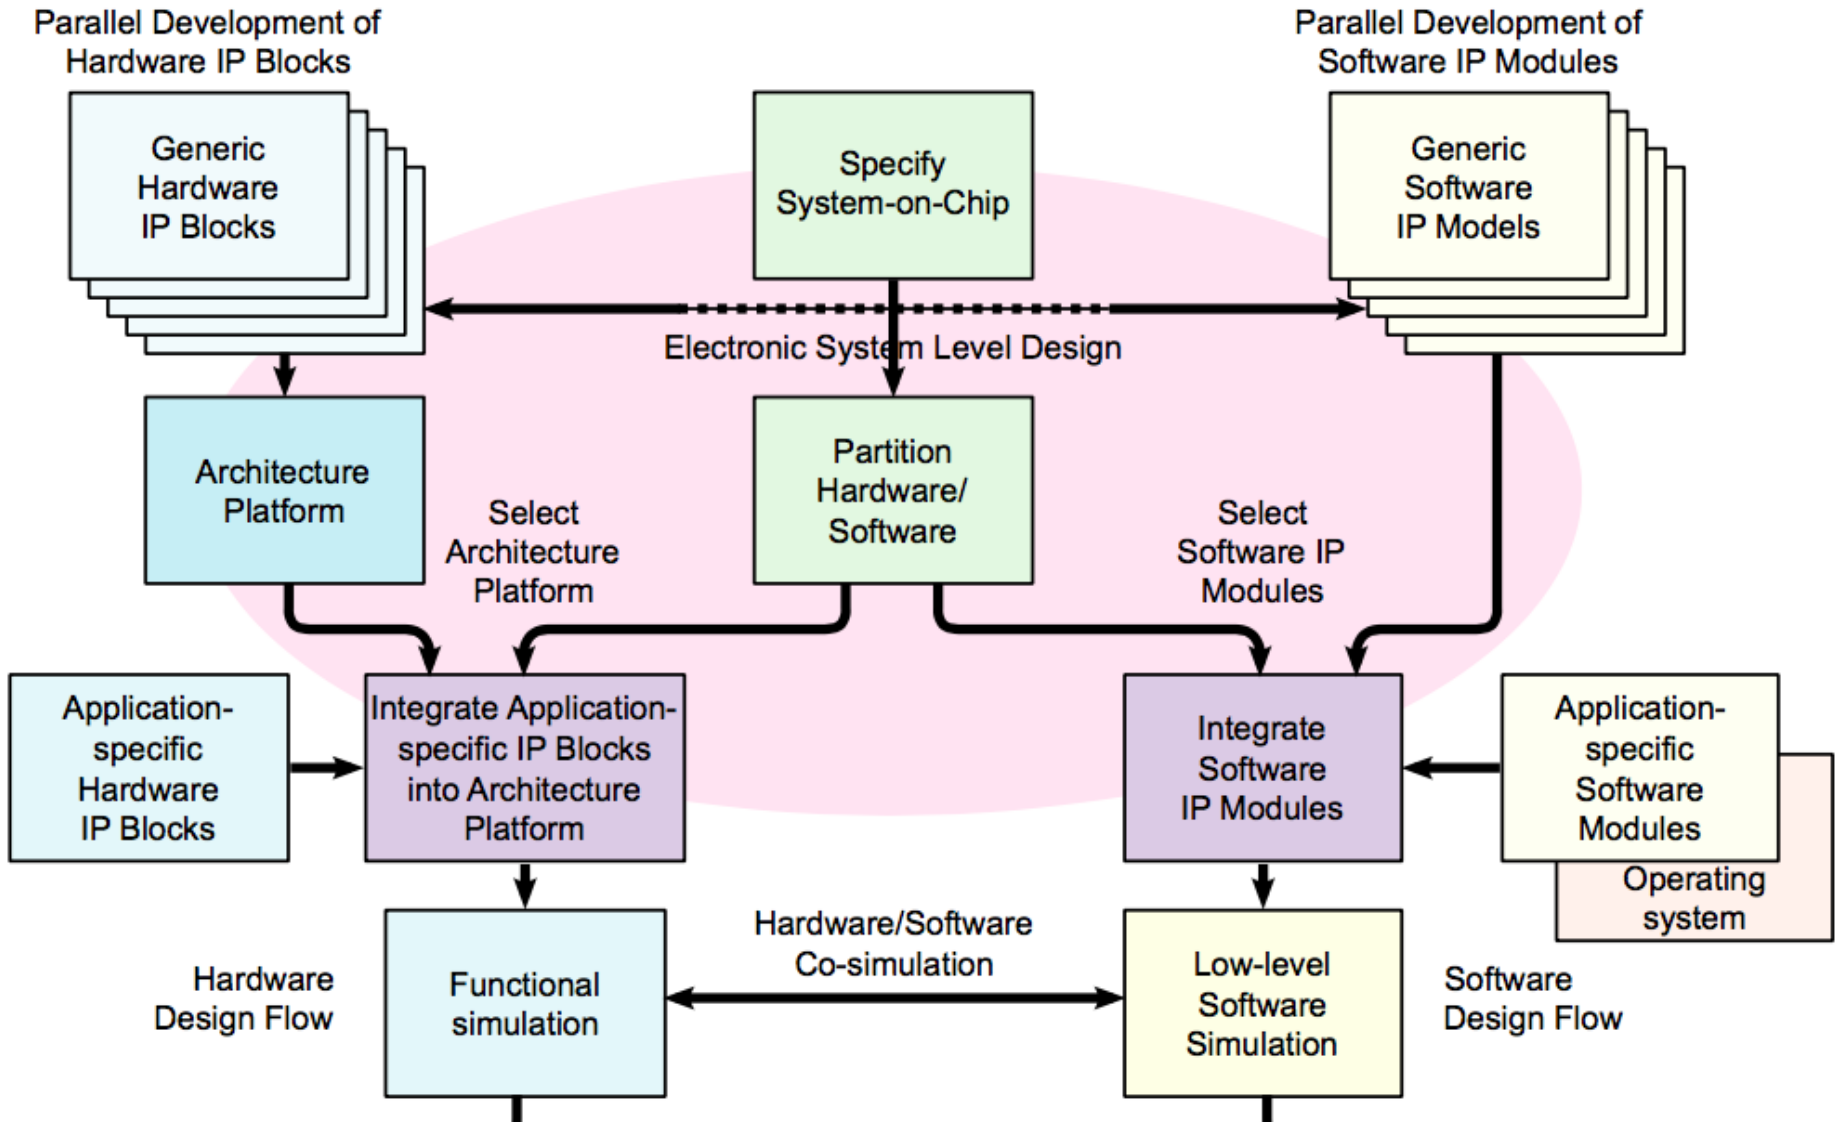 Parallel Development of
Hardware IP Blocks
Parallel Development of
Software IP Modules
Generic
Hardware
IP Blocks
Specify
System-on-Chip
Generic
Software
IP Models
Electronic System Level Design
Architecture
Platform
Select
Architecture
Platform
Partition
Hardware/
Software
Select
Software IP
Modules
Application-
specific
Hardware
IP Blocks
Integrate Application-
specific IP Blocks
into Architecture
Platform
Integrate
Software
IP Modules
Application-
specific
Software
Modules
Operating
system
Hardware
Design Flow
Functional
simulation
Hardware/Software
Co-simulation
Low-level
Software
Simulation
Software
Design Flow